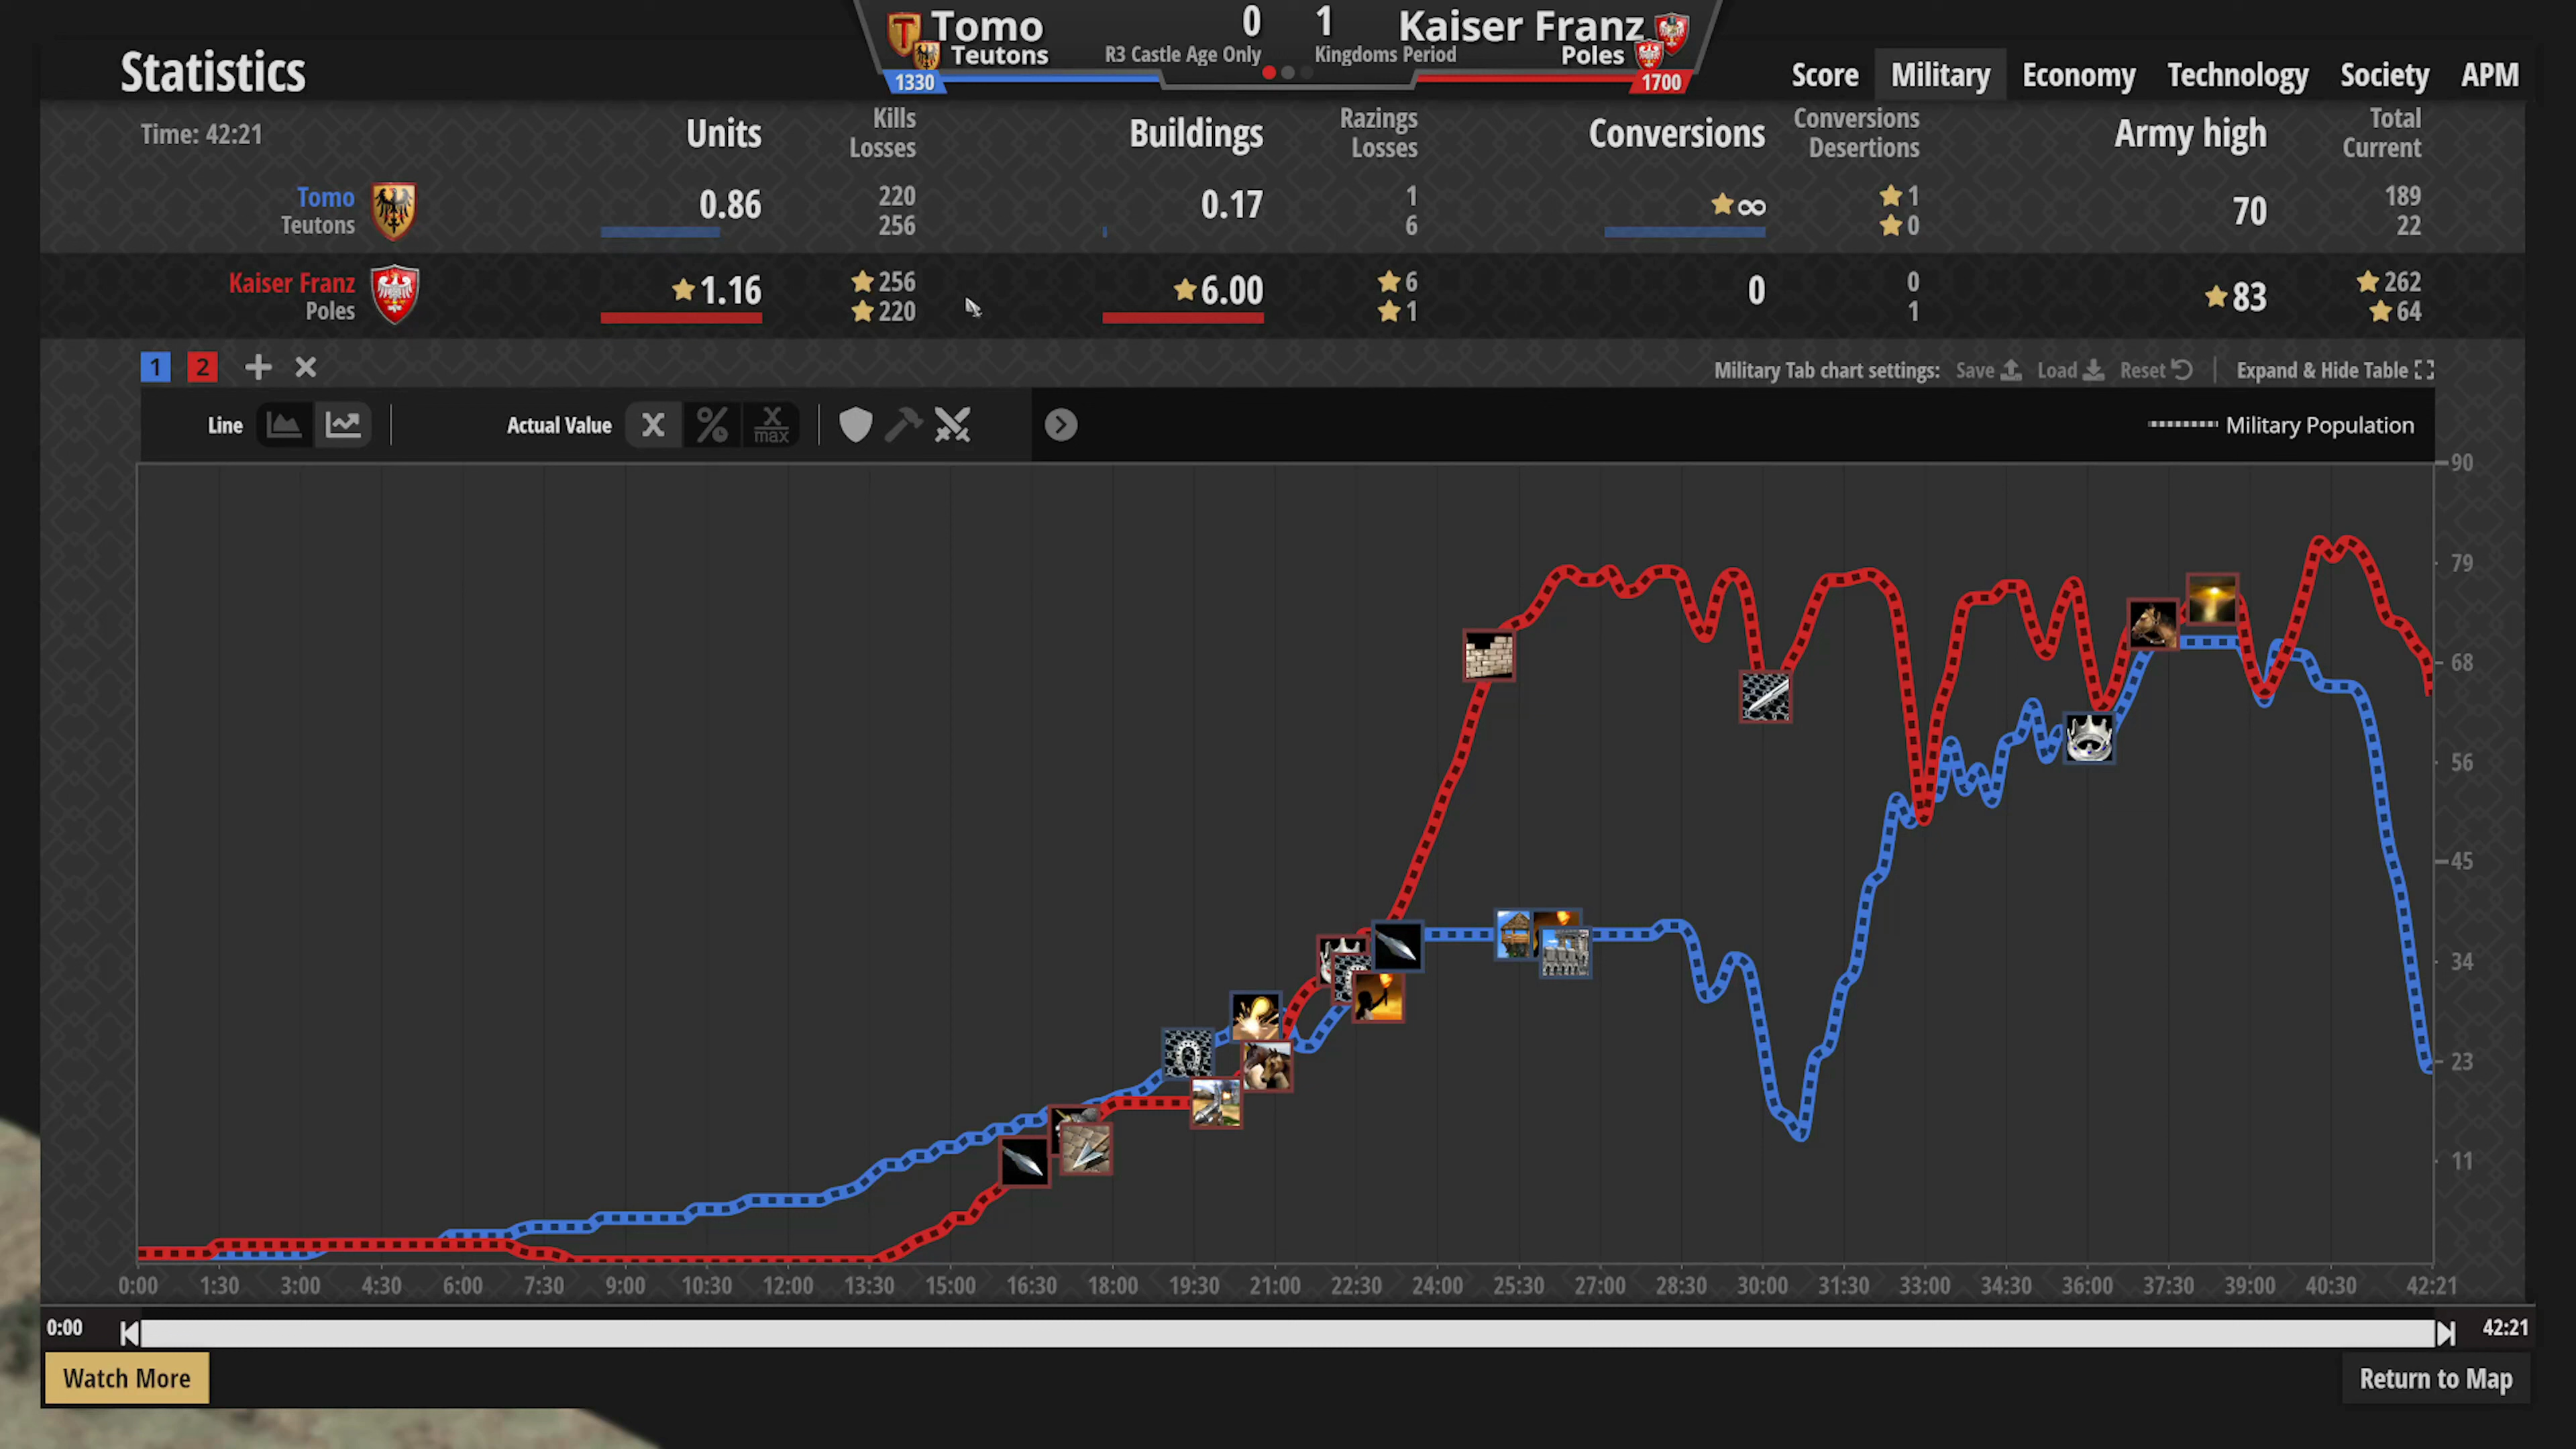 Tomo 0 1 Kaiser Franz
Teutons R3 Castle Age Only Kingdoms Period Poles
1330 1700
Statistics
Score Military Economy Technology Society APM
Time: 42:21 Units Kills Losses Buildings Razings Losses Conversions Conversions Desertions Army high Total Current
Tomo Teutons 0.86 220 256 0.17 1 6 ∞ 1 0 70 189 22
Kaiser Franz Poles 1.16 256 220 6.00 6 1 0 0 1 83 262 64
1 2 Military Tab chart settings: Save Load Reset Expand & Hide Table
Line Actual Value X % X max Military Population
90
79
68
56
45
34
23
11
0:00 1:30 3:00 4:30 6:00 7:30 9:00 10:30 12:00 13:30 15:00 16:30 18:00 19:30 21:00 22:30 24:00 25:30 27:00 28:30 30:00 31:30 33:00 34:30 36:00 37:30 39:00 40:30 42:21
0:00 42:21
Watch More Return to Map